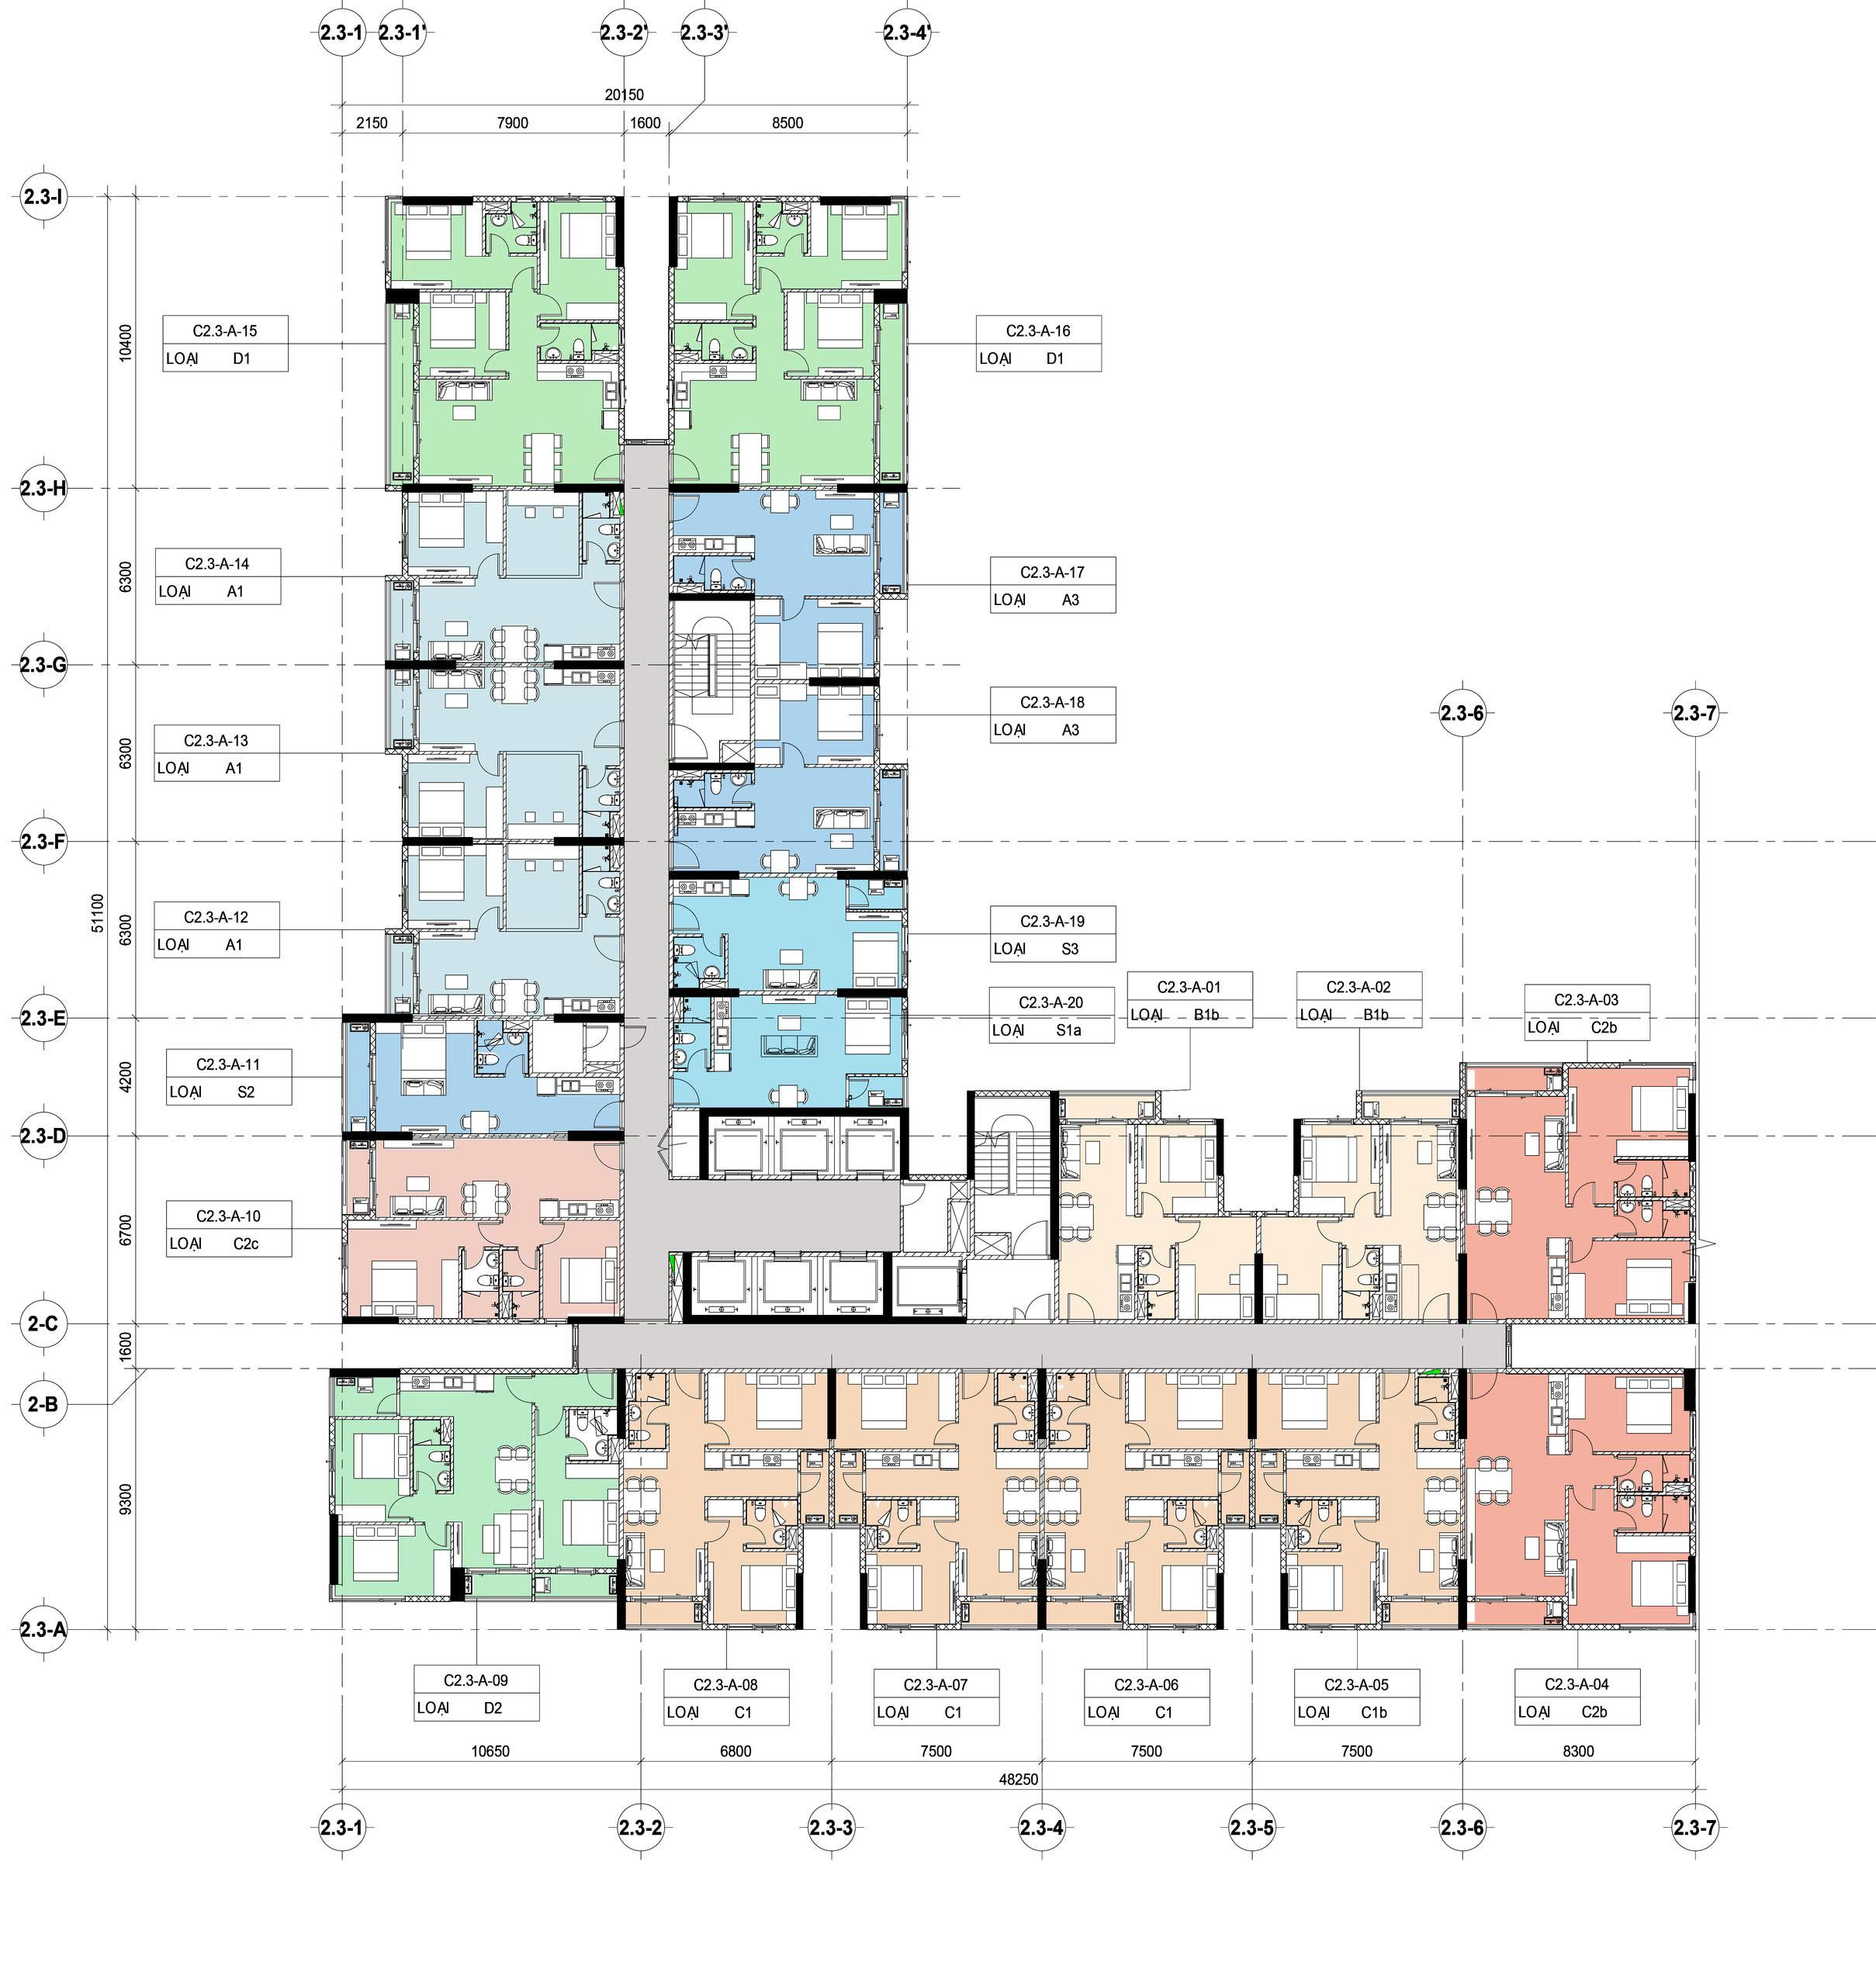 2.3-1 2.3-1' 2.3-2' 2.3-3' 2.3-4'
20150
2150 7900 1600 8500
2.3-I
10400
C2.3-A-15
LOẠI D1
C2.3-A-16
LOẠI D1
2.3-H
6300
C2.3-A-14
LOẠI A1
C2.3-A-17
LOẠI A3
2.3-G
C2.3-A-18
LOẠI A3
2.3-6 2.3-7
6300
C2.3-A-13
LOẠI A1
2.3-F
51100
6300
C2.3-A-12
LOẠI A1
C2.3-A-19
LOẠI S3
C2.3-A-20
LOẠI S1a
C2.3-A-01
LOẠI B1b
C2.3-A-02
LOẠI B1b
C2.3-A-03
LOẠI C2b
2.3-E
4200
C2.3-A-11
LOẠI S2
2.3-D
6700
C2.3-A-10
LOẠI C2c
2-C
1600
2-B
9300
2.3-A
C2.3-A-09
LOẠI D2
C2.3-A-08
LOẠI C1
C2.3-A-07
LOẠI C1
C2.3-A-06
LOẠI C1
C2.3-A-05
LOẠI C1b
C2.3-A-04
LOẠI C2b
10650 6800 7500 7500 7500 8300
48250
2.3-1 2.3-2 2.3-3 2.3-4 2.3-5 2.3-6 2.3-7